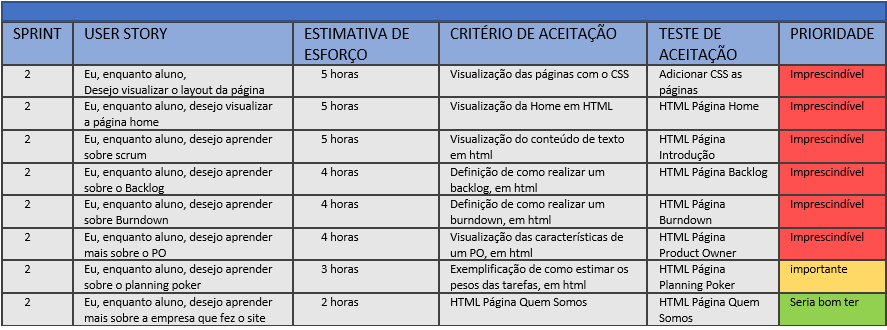 SPRINT USER STORY ESTIMATIVA DE ESFORÇO CRITÉRIO DE ACEITAÇÃO TESTE DE ACEITAÇÃO PRIORIDADE
2 Eu, enquanto aluno, Desejo visualizar o layout da página 5 horas Visualização das páginas com o CSS Adicionar CSS as páginas Imprescindível
2 Eu, enquanto aluno, desejo visualizar a página home 5 horas Visualização da Home em HTML HTML Página Home Imprescindível
2 Eu, enquanto aluno, desejo aprender sobre scrum 5 horas Visualização do conteúdo de texto em html HTML Página Introdução Imprescindível
2 Eu, enquanto aluno, desejo aprender sobre o Backlog 4 horas Definição de como realizar um backlog, em html HTML Página Backlog Imprescindível
2 Eu, enquanto aluno, desejo aprender sobre Burndown 4 horas Definição de como realizar um burndown, em html HTML Página Burndown Imprescindível
2 Eu, enquanto aluno, desejo aprender mais sobre o PO 4 horas Visualização das características de um PO, em html HTML Página Product Owner Imprescindível
2 Eu, enquanto aluno, desejo aprender sobre o planning poker 3 horas Exemplificação de como estimar os pesos das tarefas, em html HTML Página Planning Poker importante
2 Eu, enquanto aluno, desejo aprender mais sobre a empresa que fez o site 2 horas HTML Página Quem Somos HTML Página Quem Somos Seria bom ter